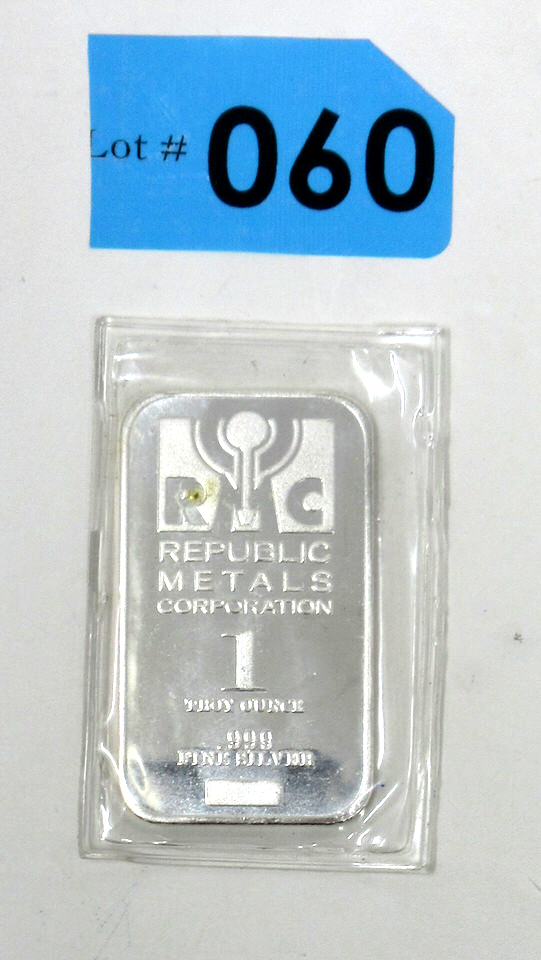 Lot # 060
RMC
REPUBLIC
METALS
CORPORATION
1
TROY OUNCE
.999
FINE SILVER